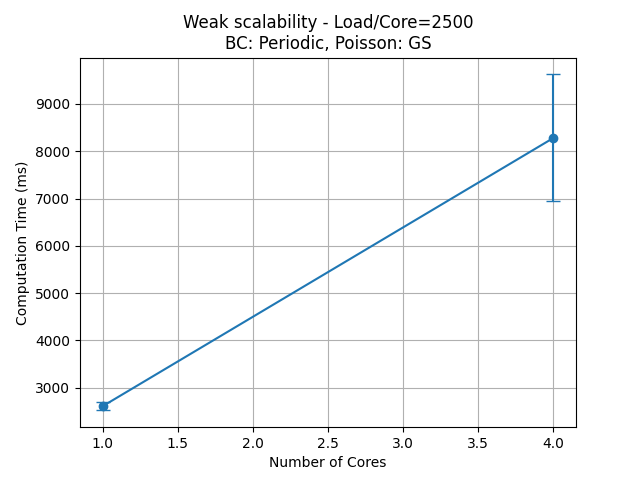 Weak scalability - Load/Core=2500
BC: Periodic, Poisson: GS
Computation Time (ms)
9000
8000
7000
6000
5000
4000
3000
1.0 1.5 2.0 2.5 3.0 3.5 4.0
Number of Cores